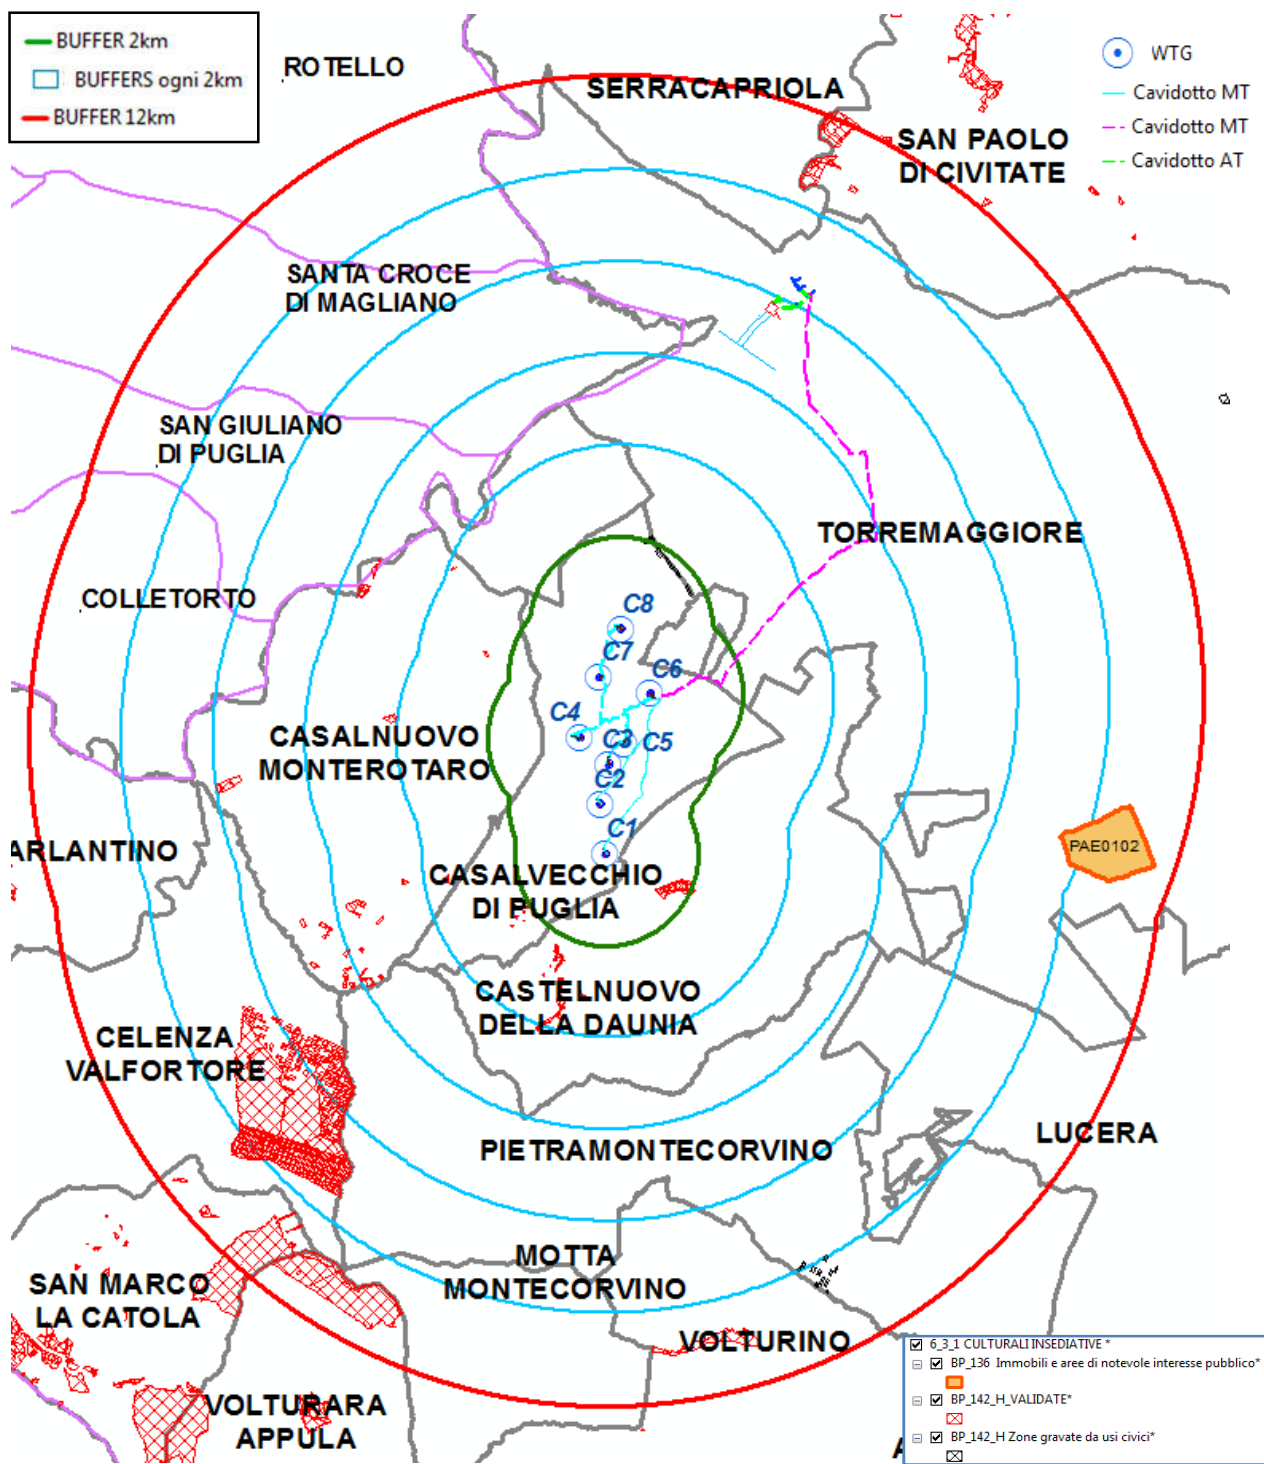 BUFFER 2km
BUFFERS ogni 2km
BUFFER 12km
ROTELLO
SERRACAPRIOLA
WTG
Cavidotto MT
Cavidotto MT
Cavidotto AT
SAN PAOLO
DI CIVITATE
SANTA CROCE
DI MAGLIANO
SAN GIULIANO
DI PUGLIA
TORREMAGGIORE
COLLETORTO
C8
C7
C6
C4
C3
C5
C2
C1
CASALNUOVO
MONTEROTARO
ARLANTINO
PAE0102
CASALVECCHIO
DI PUGLIA
CASTELNUOVO
DELLA DAUNIA
CELENZA
VALFORTORE
LUCERA
PIETRAMONTECORVINO
MOTTA
MONTECORVINO
SAN MARCO
LA CATOLA
VOLTURINO
VOLTURARA
APPULA
A
6_3_1 CULTURALI INSEDIATIVE *
BP_136 Immobili e aree di notevole interesse pubblico*
BP_142_H_VALIDATE*
BP_142_H Zone gravate da usi civici*